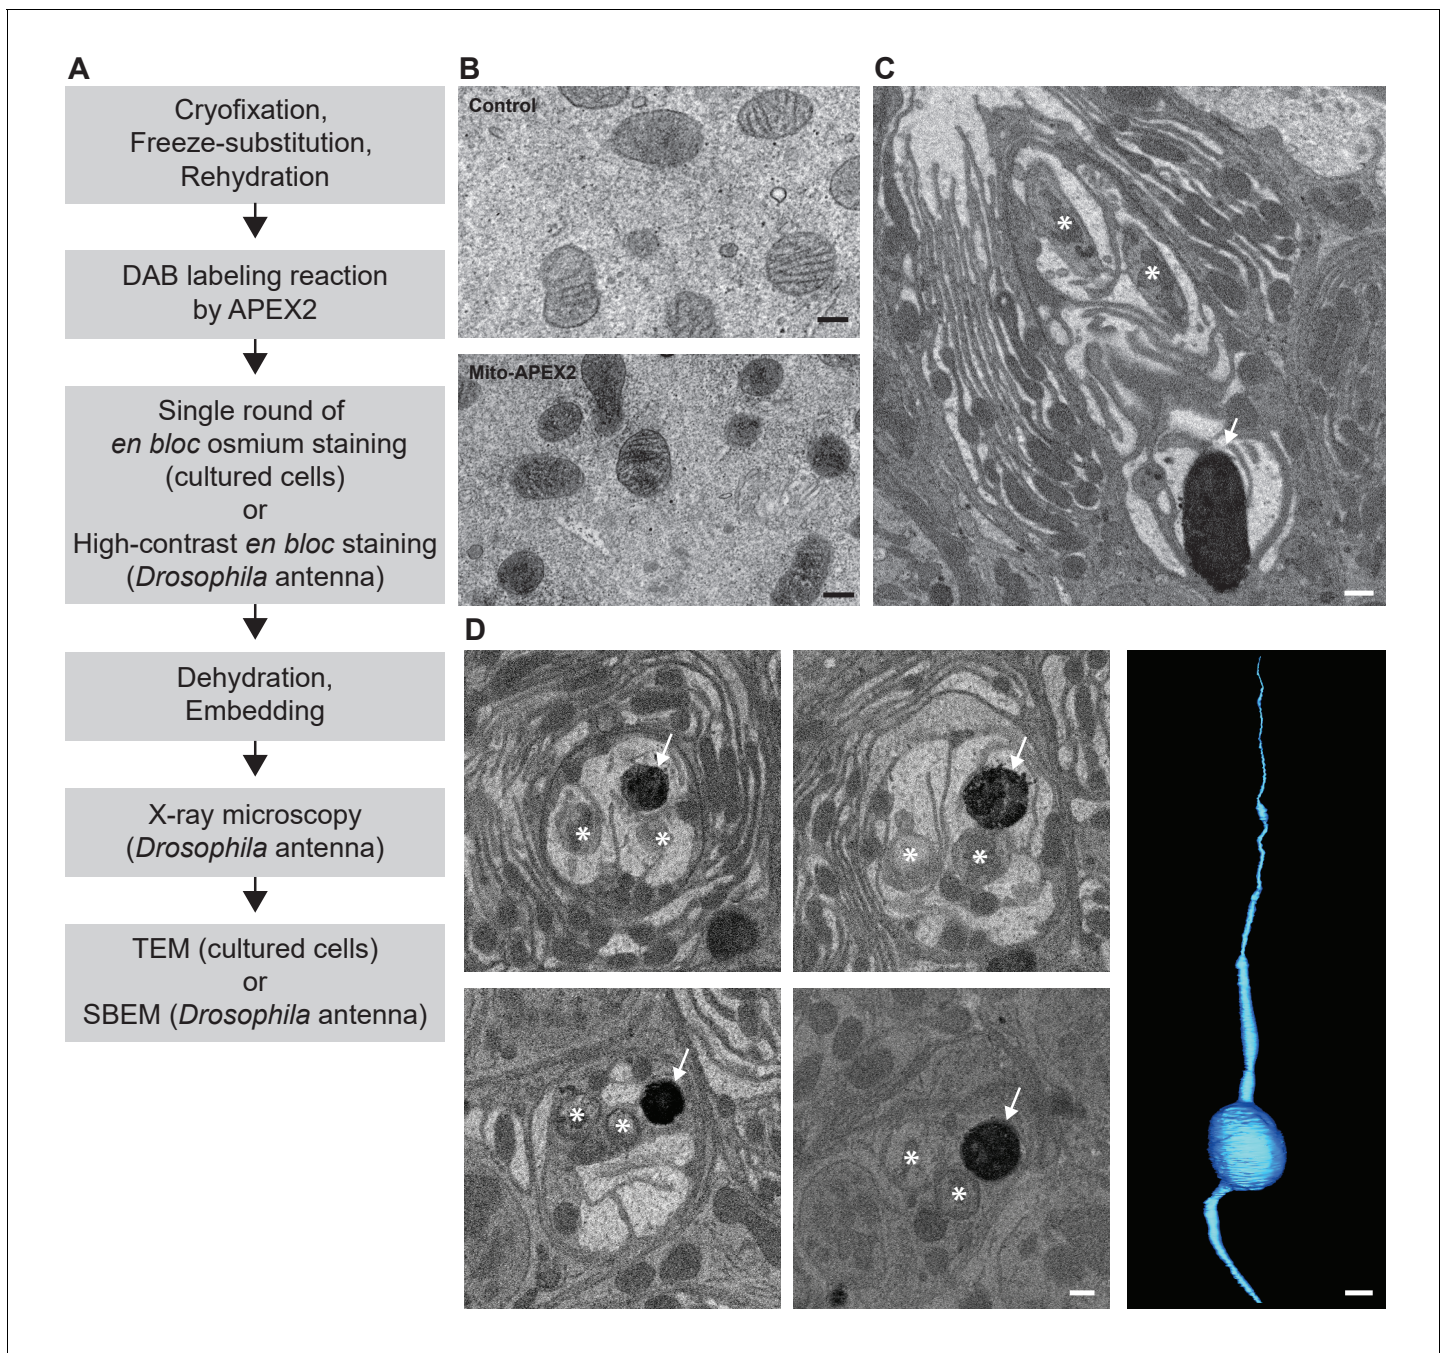 A
Cryofixation,
Freeze-substitution,
Rehydration
DAB labeling reaction
by APEX2
Single round of
en bloc osmium staining
(cultured cells)
or
High-contrast en bloc staining
(Drosophila antenna)
Dehydration,
Embedding
X-ray microscopy
(Drosophila antenna)
TEM (cultured cells)
or
SBEM (Drosophila antenna)
B
Control
Mito-APEX2
C
*
*
D
*
*
*
*
*
*
*
*